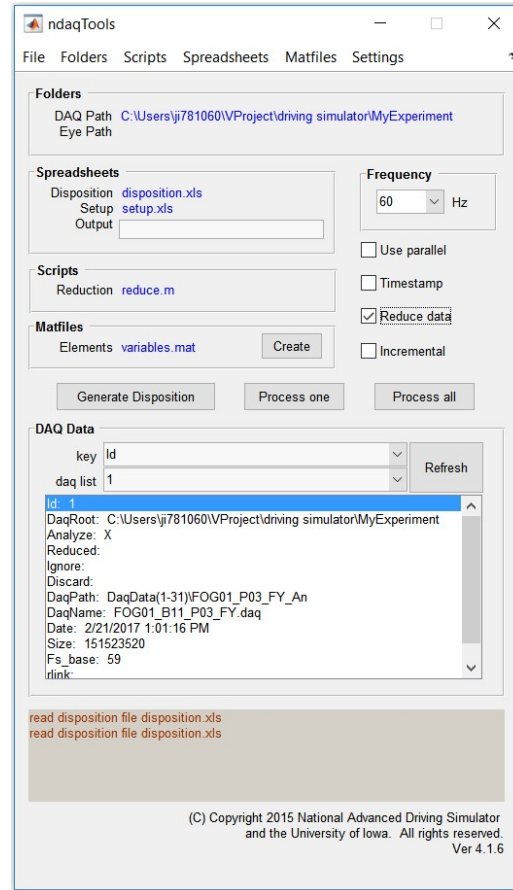 ndaqTools
File Folders Scripts Spreadsheets Matfiles Settings
Folders
DAQ Path C:\Users\ji781060\VProject\driving simulator\MyExperiment
Eye Path
Spreadsheets
Disposition disposition.xls
Setup setup.xls
Output
Frequency
60 Hz
Use parallel
Timestamp
Reduce data
Incremental
Scripts
Reduction reduce.m
Matfiles
Elements variables.mat Create
Generate Disposition Process one Process all
DAQ Data
key Id
daq list 1
Refresh
Id: 1
DaqRoot: C:\Users\ji781060\VProject\driving simulator\MyExperiment
Analyze: X
Reduced:
Ignore:
Discard:
DaqPath: DaqData(1-31)\FOG01_P03_FY_An
DaqName: FOG01_B11_P03_FY.daq
Date: 2/21/2017 1:01:16 PM
Size: 151523520
Fs_base: 59
rlink:
read disposition file disposition.xls
read disposition file disposition.xls
(C) Copyright 2015 National Advanced Driving Simulator
and the University of Iowa. All rights reserved.
Ver 4.1.6